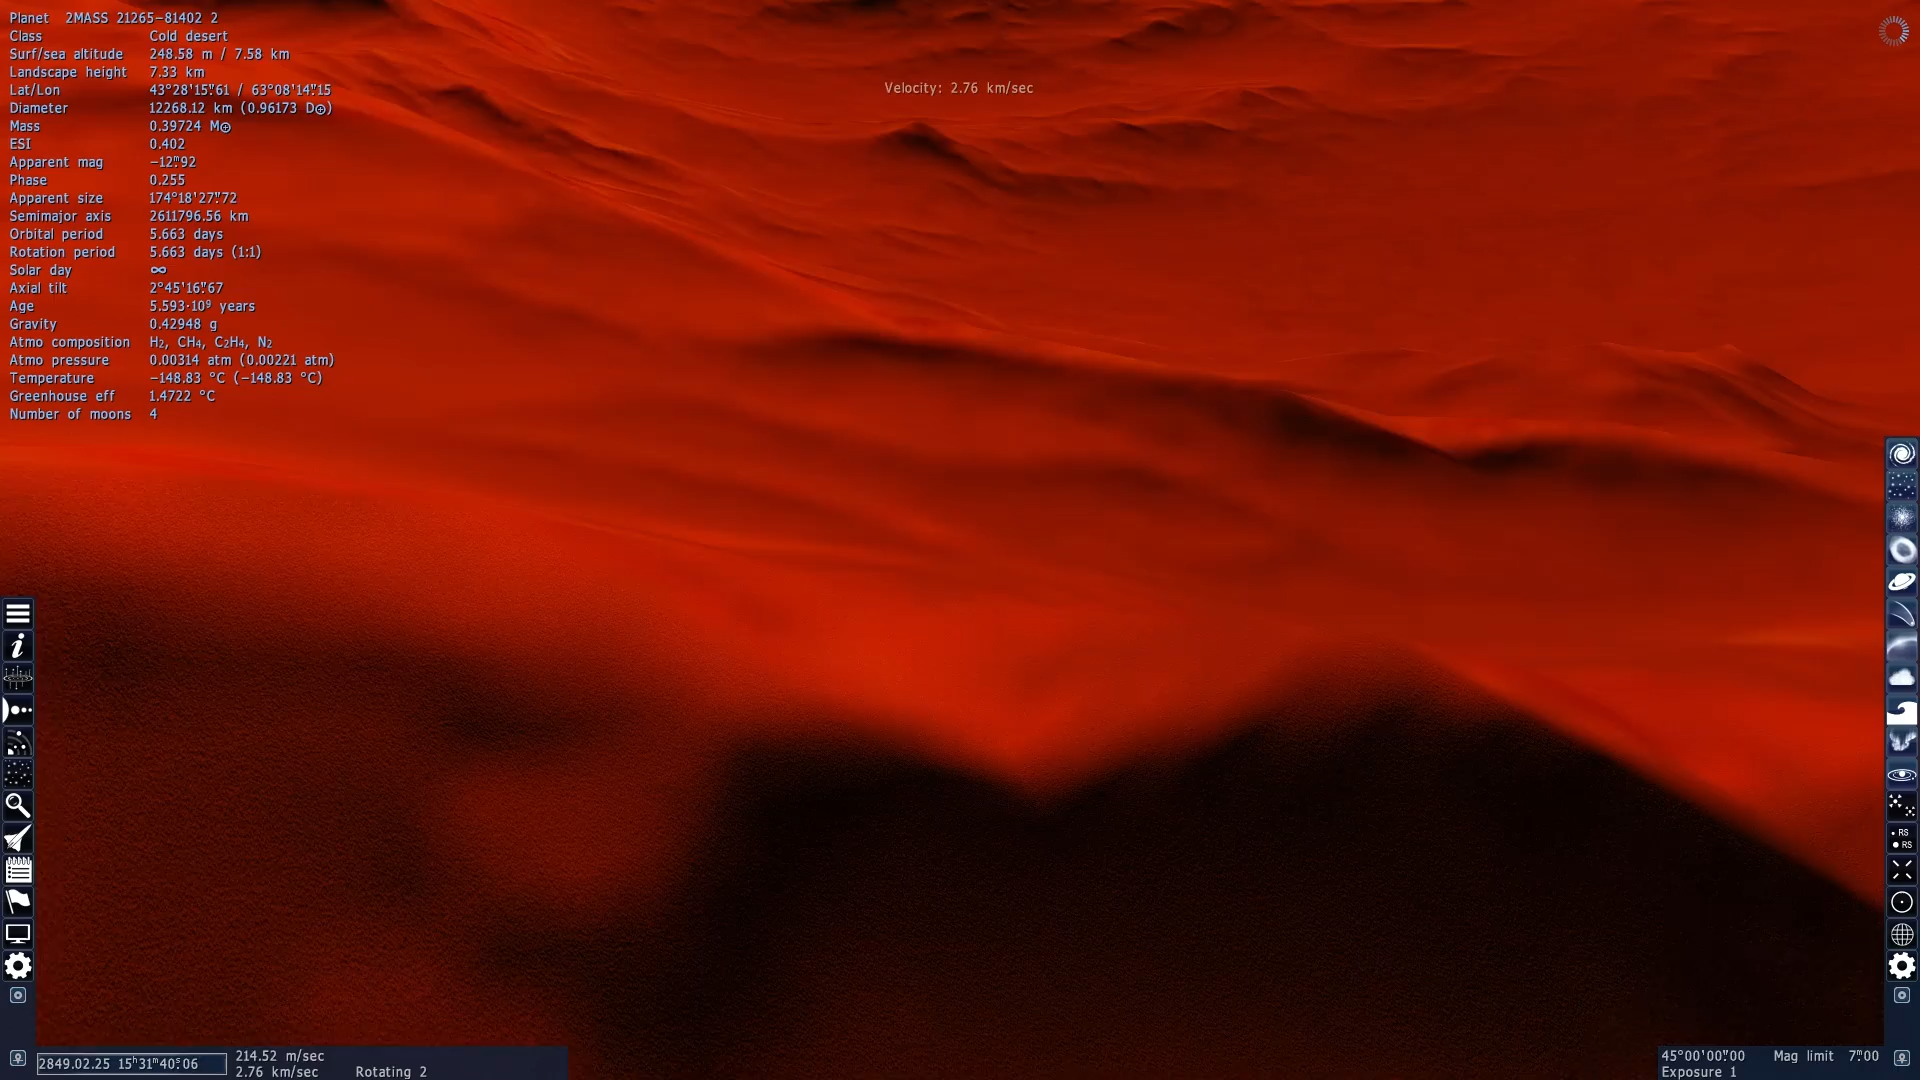 Planet 2MASS 21265-81402 2
Class Cold desert
Surf/sea altitude 248.58 m / 7.58 km
Landscape height 7.33 km
Lat/Lon 43°28'15."61 / 63°08'14."15
Diameter 12268.12 km (0.96173 D⊕)
Mass 0.39724 M⊕
ESI 0.402
Apparent mag −12.ᵐ92
Phase 0.255
Apparent size 174°18'27."72
Semimajor axis 2611796.56 km
Orbital period 5.663 days
Rotation period 5.663 days (1:1)
Solar day ∞
Axial tilt 2°45'16."67
Age 5.593·10⁹ years
Gravity 0.42948 g
Atmo composition H₂, CH₄, C₂H₄, N₂
Atmo pressure 0.00314 atm (0.00221 atm)
Temperature −148.83 °C (−148.83 °C)
Greenhouse eff 1.4722 °C
Number of moons 4
Velocity: 2.76 km/sec
RS
RS
2849.02.25 15ʰ31ᵐ40.ˢ06
214.52 m/sec
2.76 km/sec Rotating 2
45°00'00."00 Mag limit 7.ᵐ00
Exposure 1